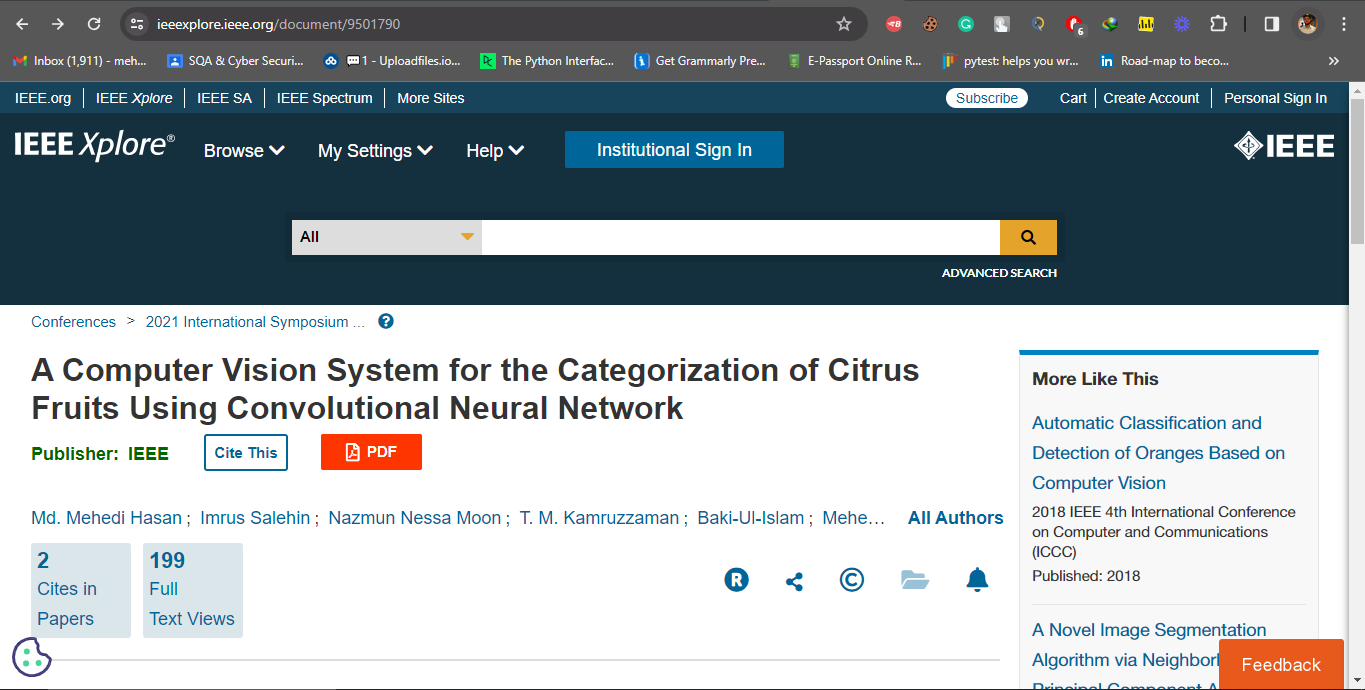 ieeexplore.ieee.org/document/9501790
6
Inbox (1,911) - meh...
SQA & Cyber Securi...
1 - Uploadfiles.io...
The Python Interfac...
Get Grammarly Pre...
E-Passport Online R...
pytest: helps you wr...
Road-map to beco...
IEEE.org
IEEE Xplore
IEEE SA
IEEE Spectrum
More Sites
Subscribe
Cart
Create Account
Personal Sign In
IEEE Xplore®
Browse
My Settings
Help
Institutional Sign In
IEEE
All
ADVANCED SEARCH
Conferences > 2021 International Symposium ...
A Computer Vision System for the Categorization of Citrus
Fruits Using Convolutional Neural Network
Publisher: IEEE
Cite This
PDF
Md. Mehedi Hasan ; Imrus Salehin ; Nazmun Nessa Moon ; T. M. Kamruzzaman ; Baki-Ul-Islam ; Mehe...
All Authors
2
Cites in
Papers
199
Full
Text Views
R
©
More Like This
Automatic Classification and
Detection of Oranges Based on
Computer Vision
2018 IEEE 4th International Conference
on Computer and Communications
(ICCC)
Published: 2018
A Novel Image Segmentation
Algorithm via Neighborh
Principal Component A
Feedback